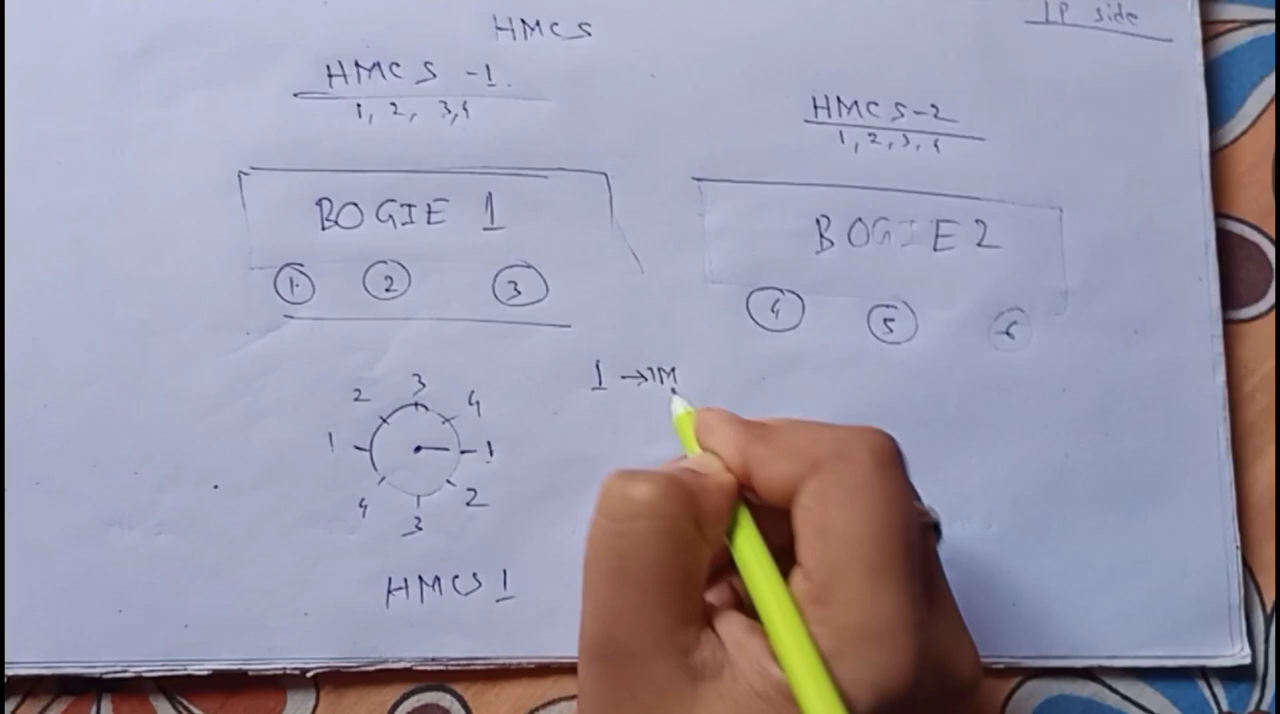 1P side
HMCS
HMCS -1.
1, 2, 3,4
HMCS-2
1, 2, 3, 4
BOGIE 1
BOGIE 2
1 2 3
4 5 6
1 → 1M
2 3 4
1 1
4 3 2
HMCS 1